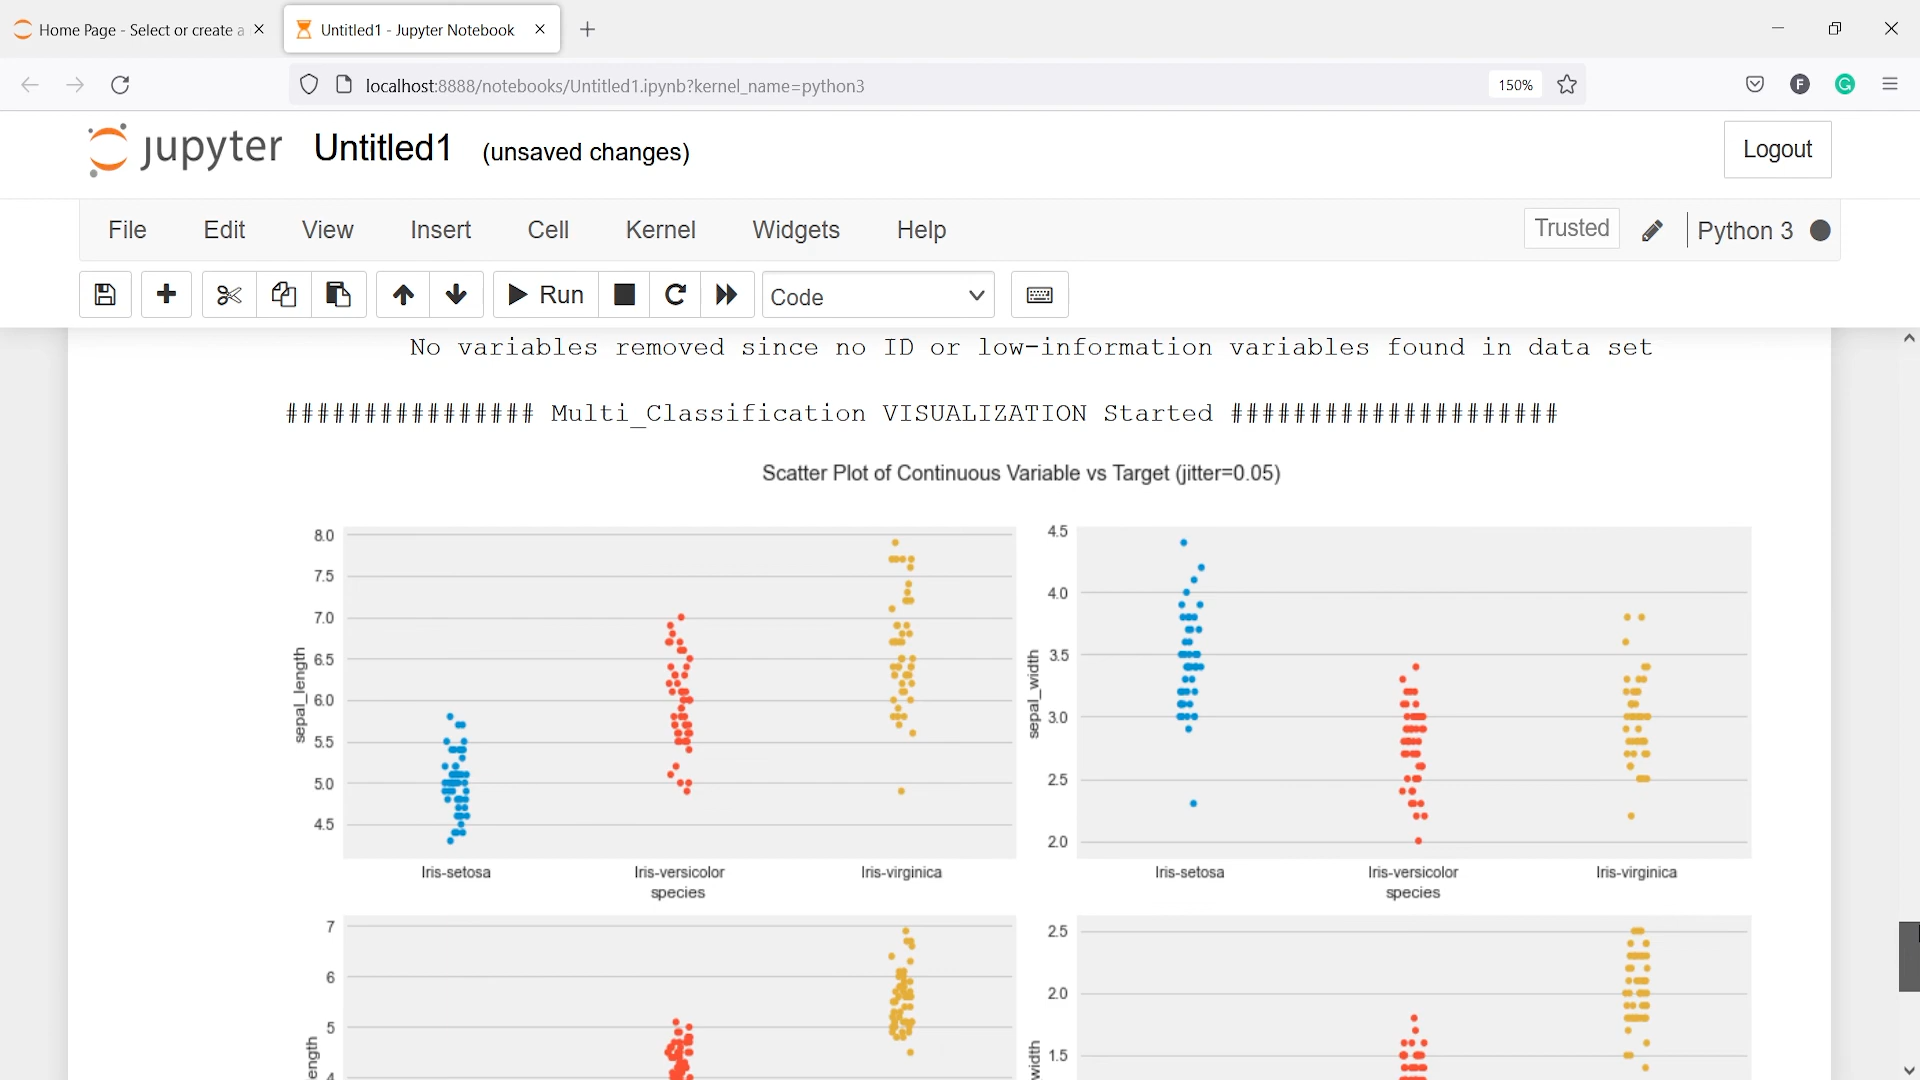 Home Page - Select or create a
Untitled1 - Jupyter Notebook
localhost:8888/notebooks/Untitled1.ipynb?kernel_name=python3
150%
F
G
jupyter Untitled1 (unsaved changes)
Logout
File Edit View Insert Cell Kernel Widgets Help
Trusted
Python 3
Run
Code
No variables removed since no ID or low-information variables found in data set
################ Multi_Classification VISUALIZATION Started #####################
Scatter Plot of Continuous Variable vs Target (jitter=0.05)
8.0
7.5
7.0
6.5
6.0
5.5
5.0
4.5
sepal_length
Iris-setosa Iris-versicolor Iris-virginica
species
4.5
4.0
3.5
3.0
2.5
2.0
sepal_width
Iris-setosa Iris-versicolor Iris-virginica
species
7
6
5
4
ength
2.5
2.0
1.5
width